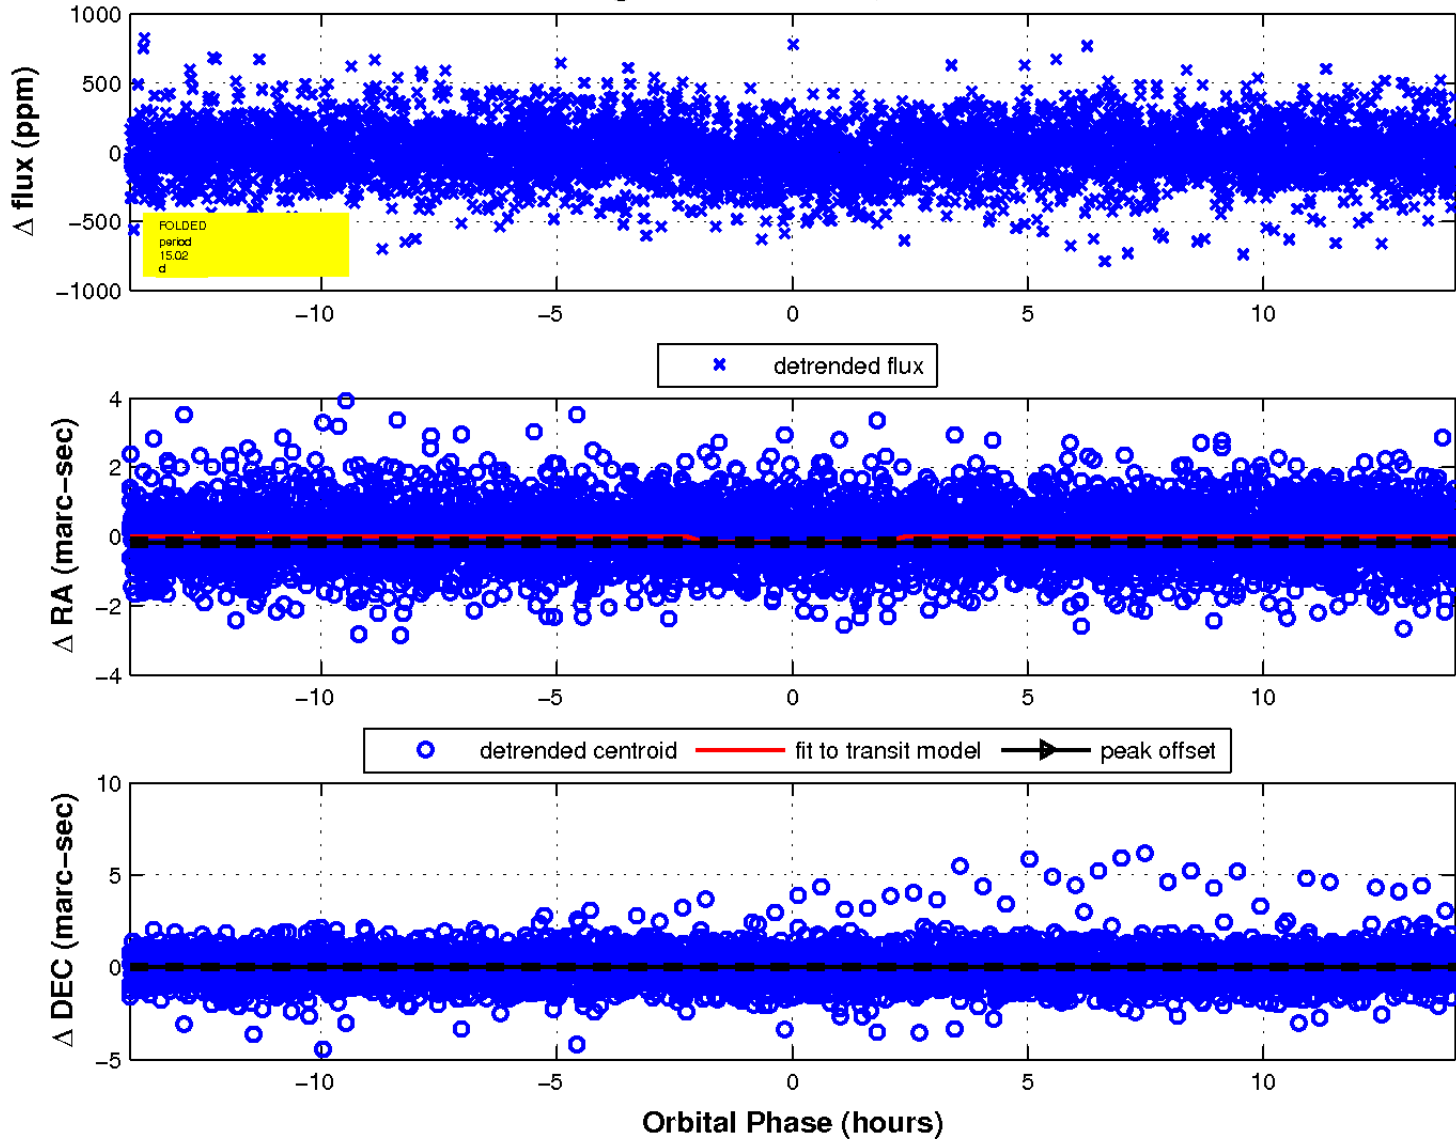 1000
500
0
−500
−1000
Δ flux (ppm)
FOLDED
period
15.02
d
−10 −5 0 5 10
detrended flux
4
2
0
−2
−4
Δ RA (marc−sec)
−10 −5 0 5 10
detrended centroid fit to transit model peak offset
10
5
0
−5
Δ DEC (marc−sec)
−10 −5 0 5 10
Orbital Phase (hours)